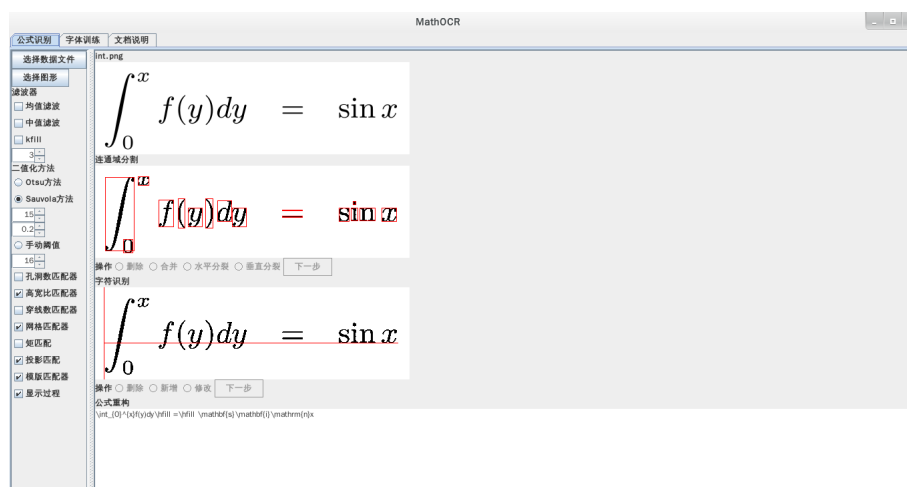 MathOCR
公式识别 字体训练 文档说明
选择数据文件
选择图形
滤波器
均值滤波
中值滤波
kfill
3
二值化方法
Otsu方法
Sauvola方法
15
0.2
手动阈值
16
孔洞数匹配器
高宽比匹配器
穿线数匹配器
网格匹配器
矩匹配
投影匹配
模版匹配器
显示过程
int.png
∫₀ˣ f(y)dy = sin x
连通域分割
∫₀ˣ f(y)dy = sin x
操作 删除 合并 水平分裂 垂直分裂 下一步
字符识别
∫₀ˣ f(y)dy = sin x
操作 删除 新增 修改 下一步
公式重构
\int_{0}^{x}f(y)dy\hfill =\hfill \mathbf{s}\mathbf{i}\mathrm{n}x